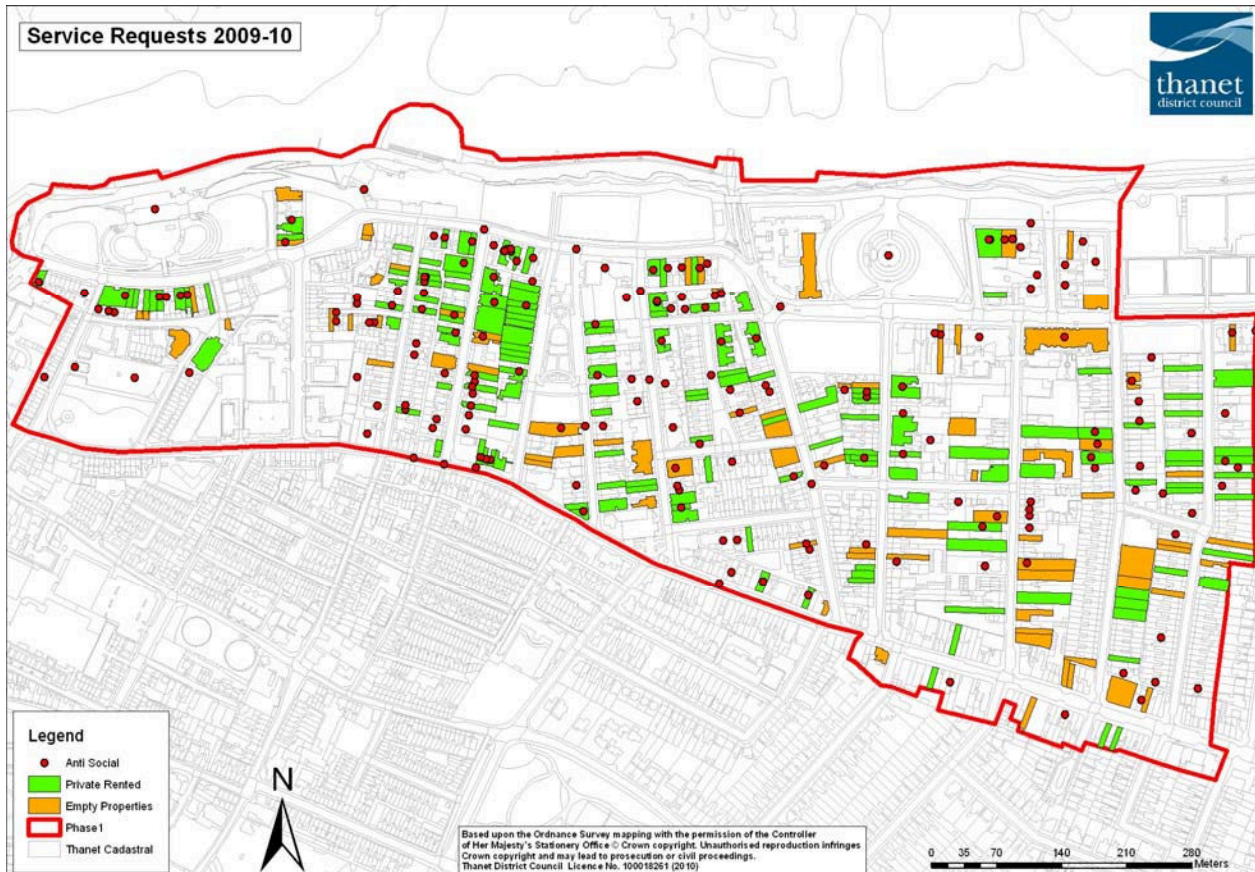 Service Requests 2009-10
thanet
district council
Legend
Anti Social
Private Rented
Empty Properties
Phase1
Thanet Cadastral
N
Based upon the Ordnance Survey mapping with the permission of the Controller
of Her Majesty's Stationery Office © Crown copyright. Unauthorised reproduction infringes
Crown copyright and may lead to prosecution or civil proceedings.
Thanet District Council Licence No. 100018261 (2010)
0 35 70 140 210 280
Meters